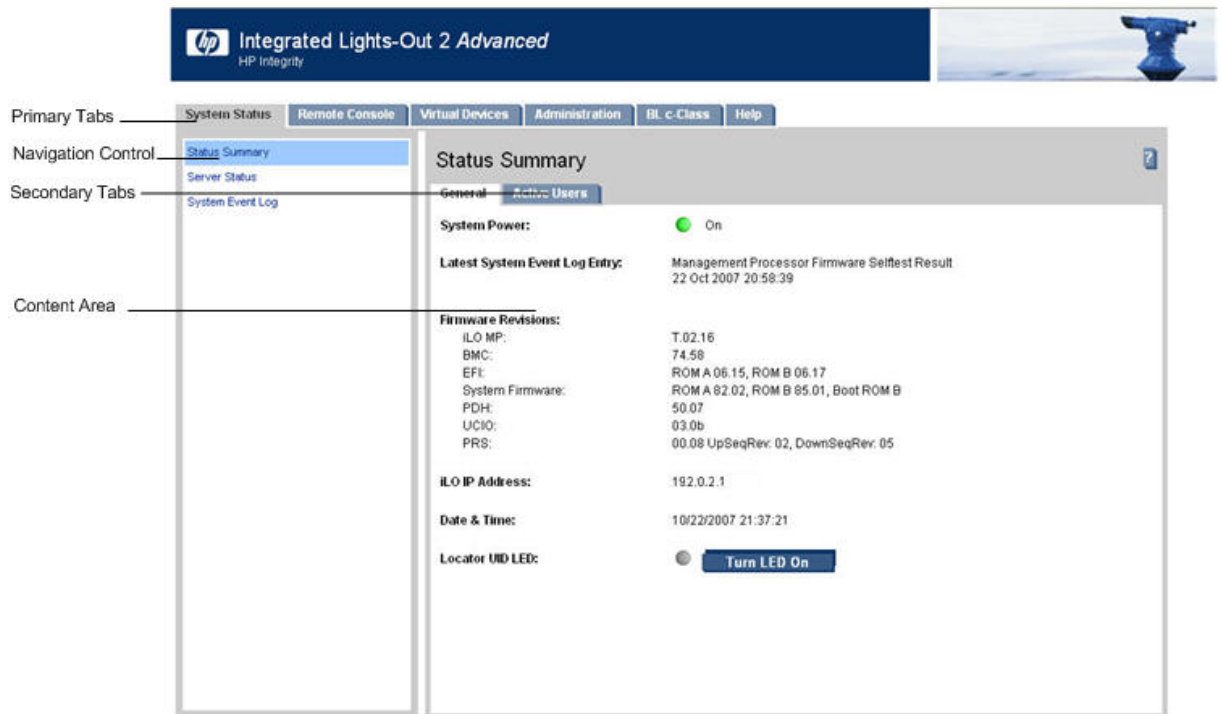 hp
Integrated Lights-Out 2 Advanced
HP Integrity
Primary Tabs
System Status Remote Console Virtual Devices Administration BL c-Class Help
Navigation Control
Status Summary
Status Summary
?
Server Status
Secondary Tabs
General Active Users
System Event Log
System Power: On
Latest System Event Log Entry: Management Processor Firmware Selftest Result
22 Oct 2007 20:58:39
Content Area
Firmware Revisions:
iLO MP: T.02.16
BMC: 74.58
EFI: ROM A 06.15, ROM B 06.17
System Firmware: ROM A 82.02, ROM B 85.01, Boot ROM B
PDH: 50.07
UCIO: 03.0b
PRS: 00.08 UpSeqRev: 02, DownSeqRev: 05
iLO IP Address: 192.0.2.1
Date & Time: 10/22/2007 21:37:21
Locator UID LED: Turn LED On